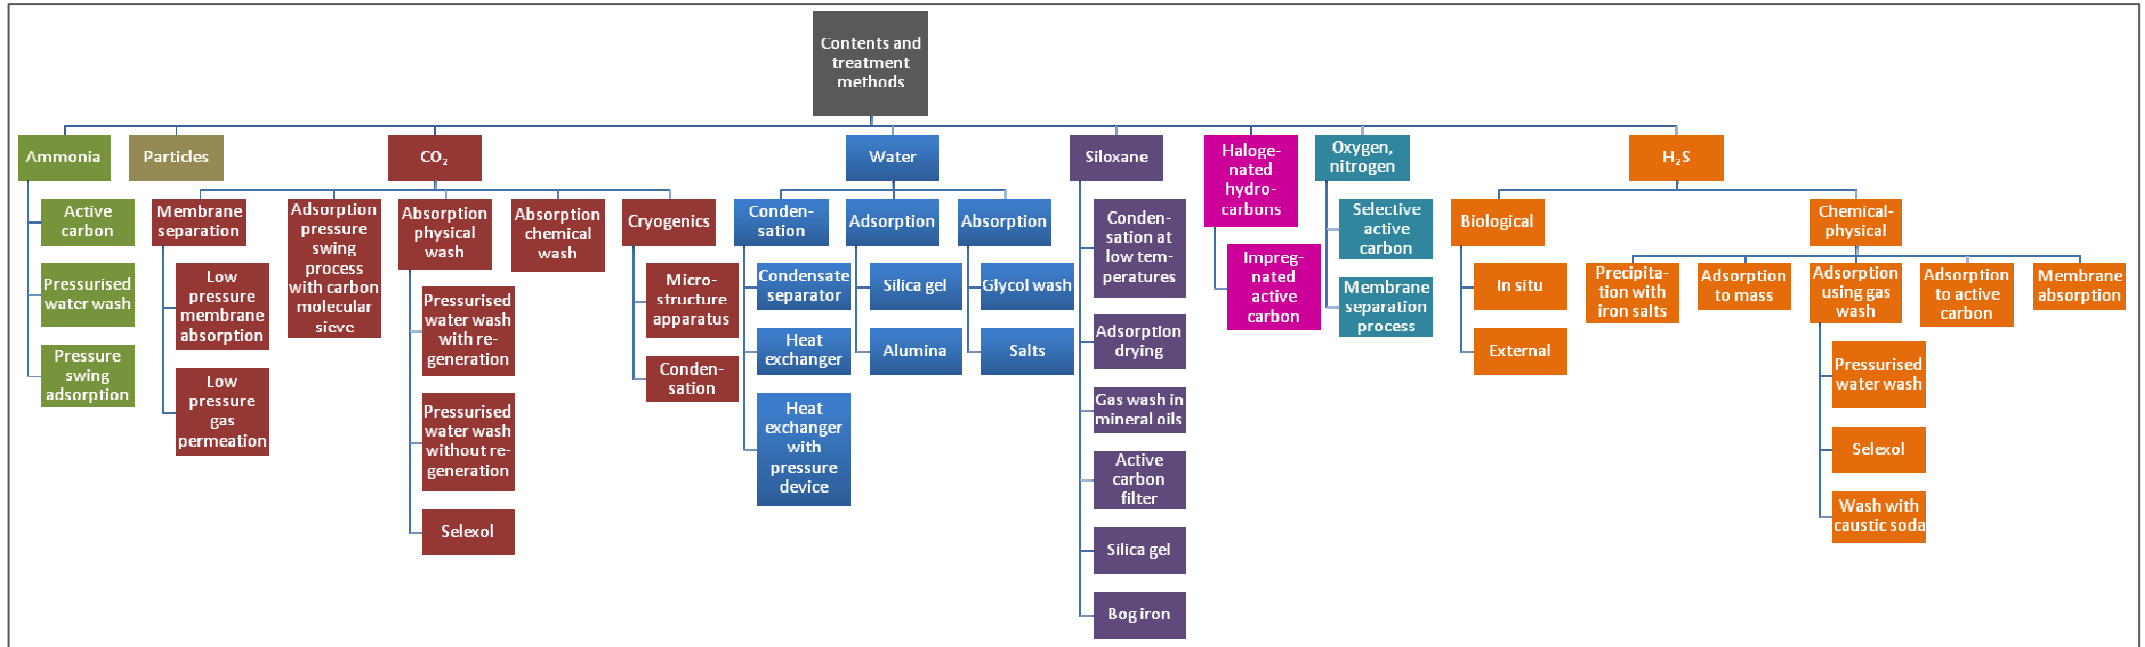 Contents and
treatment
methods
Ammonia
Active
carbon
Pressurised
water wash
Pressure
swing
adsorption
Particles
CO₂
Membrane
separation
Low
pressure
membrane
absorption
Low
pressure
gas
permeation
Adsorption
pressure
swing
process
with carbon
molecular
sieve
Absorption
physical
wash
Pressurised
water wash
with re-
generation
Pressurised
water wash
without re-
generation
Selexol
Absorption
chemical
wash
Cryogenics
Micro-
structure
apparatus
Conden-
sation
Water
Conden-
sation
Condensate
separator
Heat
exchanger
Heat
exchanger
with
pressure
device
Adsorption
Silica gel
Alumina
Absorption
Glycol wash
Salts
Siloxane
Conden-
sation at
low tem-
peratures
Adsorption
drying
Gas wash in
mineral oils
Active
carbon
filter
Silica gel
Bog iron
Haloge-
nated
hydro-
carbons
Impreg-
nated
active
carbon
Oxygen,
nitrogen
Selective
active
carbon
Membrane
separation
process
H₂S
Biological
In situ
External
Chemical-
physical
Precipita-
tion with
iron salts
Adsorption
to mass
Adsorption
using gas
wash
Pressurised
water wash
Selexol
Wash with
caustic soda
Adsorption
to active
carbon
Membrane
absorption